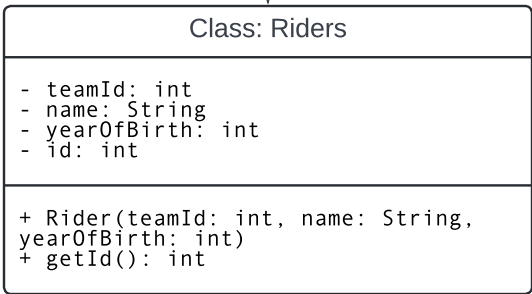 Class: Riders
- teamId: int
- name: String
- yearOfBirth: int
- id: int
+ Rider(teamId: int, name: String,
yearOfBirth: int)
+ getId(): int